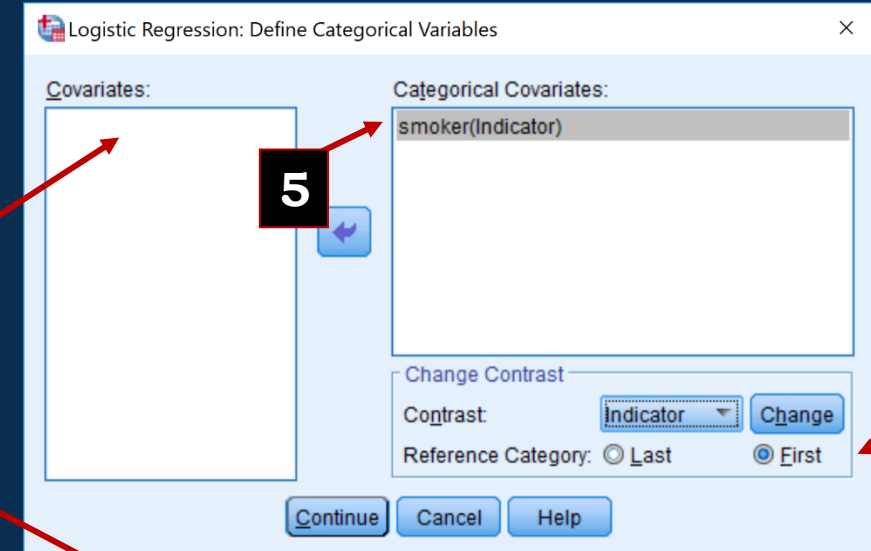 Logistic Regression: Define Categorical Variables
Covariates:
Categorical Covariates:
smoker(Indicator)
5
Change Contrast
Contrast: Indicator Change
Reference Category: Last First
Continue Cancel Help